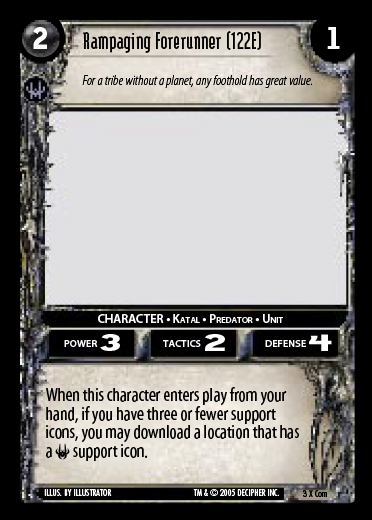 2
Rampaging Forerunner (122E)
1
For a tribe without a planet, any foothold has great value.
CHARACTER • KATAL • PREDATOR • UNIT
POWER 3 TACTICS 2 DEFENSE 4
When this character enters play from your
hand, if you have three or fewer support
icons, you may download a location that has
a support icon.
ILLUS. BY ILLUSTRATOR TM & © 2005 DECIPHER INC. 3 X Com